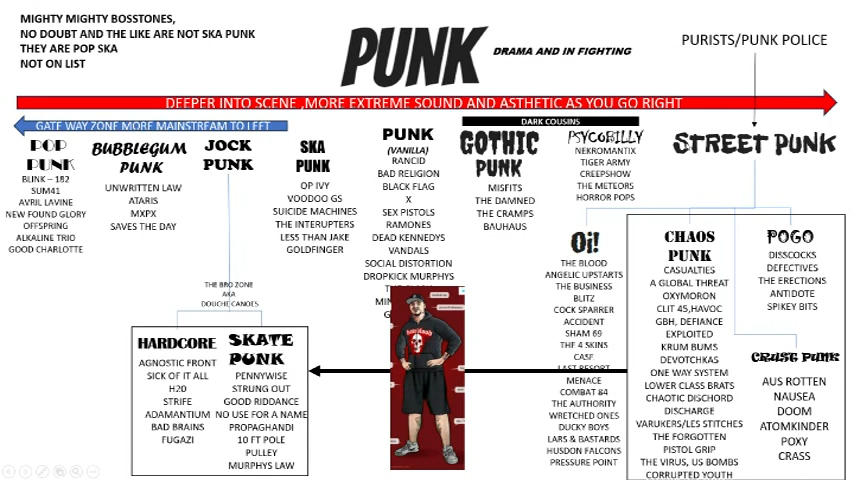 MIGHTY MIGHTY BOSSTONES,
NO DOUBT AND THE LIKE ARE NOT SKA PUNK
THEY ARE POP SKA
NOT ON LIST
PUNK
DRAMA AND IN FIGHTING
PURISTS/PUNK POLICE
DEEPER INTO SCENE ,MORE EXTREME SOUND AND ASTHETIC AS YOU GO RIGHT
GATE WAY ZONE MORE MAINSTREAM TO LEFT
DARK COUSINS
POP
PUNK
BLINK – 182
SUM41
AVRIL LAVINE
NEW FOUND GLORY
OFFSPRING
ALKALINE TRIO
GOOD CHARLOTTE
BUBBLEGUM
PUNK
UNWRITTEN LAW
ATARIS
MXPX
SAVES THE DAY
JOCK
PUNK
THE BRO ZONE
AKA
DOUCHE CANOES
HARDCORE
AGNOSTIC FRONT
SICK OF IT ALL
H20
STRIFE
ADAMANTIUM
BAD BRAINS
FUGAZI
SKATE
PUNK
PENNYWISE
STRUNG OUT
GOOD RIDDANCE
NO USE FOR A NAME
PROPAGHANDI
10 FT POLE
PULLEY
MURPHYS LAW
SKA
PUNK
OP IVY
VOODOO GS
SUICIDE MACHINES
THE INTERUPTERS
LESS THAN JAKE
GOLDFINGER
PUNK
(VANILLA)
RANCID
BAD RELIGION
BLACK FLAG
X
SEX PISTOLS
RAMONES
DEAD KENNEDYS
VANDALS
SOCIAL DISTORTION
DROPKICK MURPHYS
GOTHIC
PUNK
MISFITS
THE DAMNED
THE CRAMPS
BAUHAUS
PSYCOBILLY
NEKROMANTIX
TIGER ARMY
CREEPSHOW
THE METEORS
HORROR POPS
STREET PUNK
Oi!
THE BLOOD
ANGELIC UPSTARTS
THE BUSINESS
BLITZ
COCK SPARRER
ACCIDENT
SHAM 69
THE 4 SKINS
CASE
LAST RESORT
MENACE
COMBAT 84
THE AUTHORITY
WRETCHED ONES
DUCKY BOYS
LARS & BASTARDS
HUSDON FALCONS
PRESSURE POINT
CHAOS
PUNK
CASUALTIES
A GLOBAL THREAT
OXYMORON
CLIT 45,HAVOC
GBH, DEFIANCE
EXPLOITED
KRUM BUMS
DEVOTCHKAS
ONE WAY SYSTEM
LOWER CLASS BRATS
CHAOTIC DISCHORD
DISCHARGE
VARUKERS/LES STITCHES
THE FORGOTTEN
PISTOL GRIP
THE VIRUS, US BOMBS
CORRUPTED YOUTH
POGO
DISSCOCKS
DEFECTIVES
THE ERECTIONS
ANTIDOTE
SPIKEY BITS
CRUST PUNK
AUS ROTTEN
NAUSEA
DOOM
ATOMKINDER
POXY
CRASS